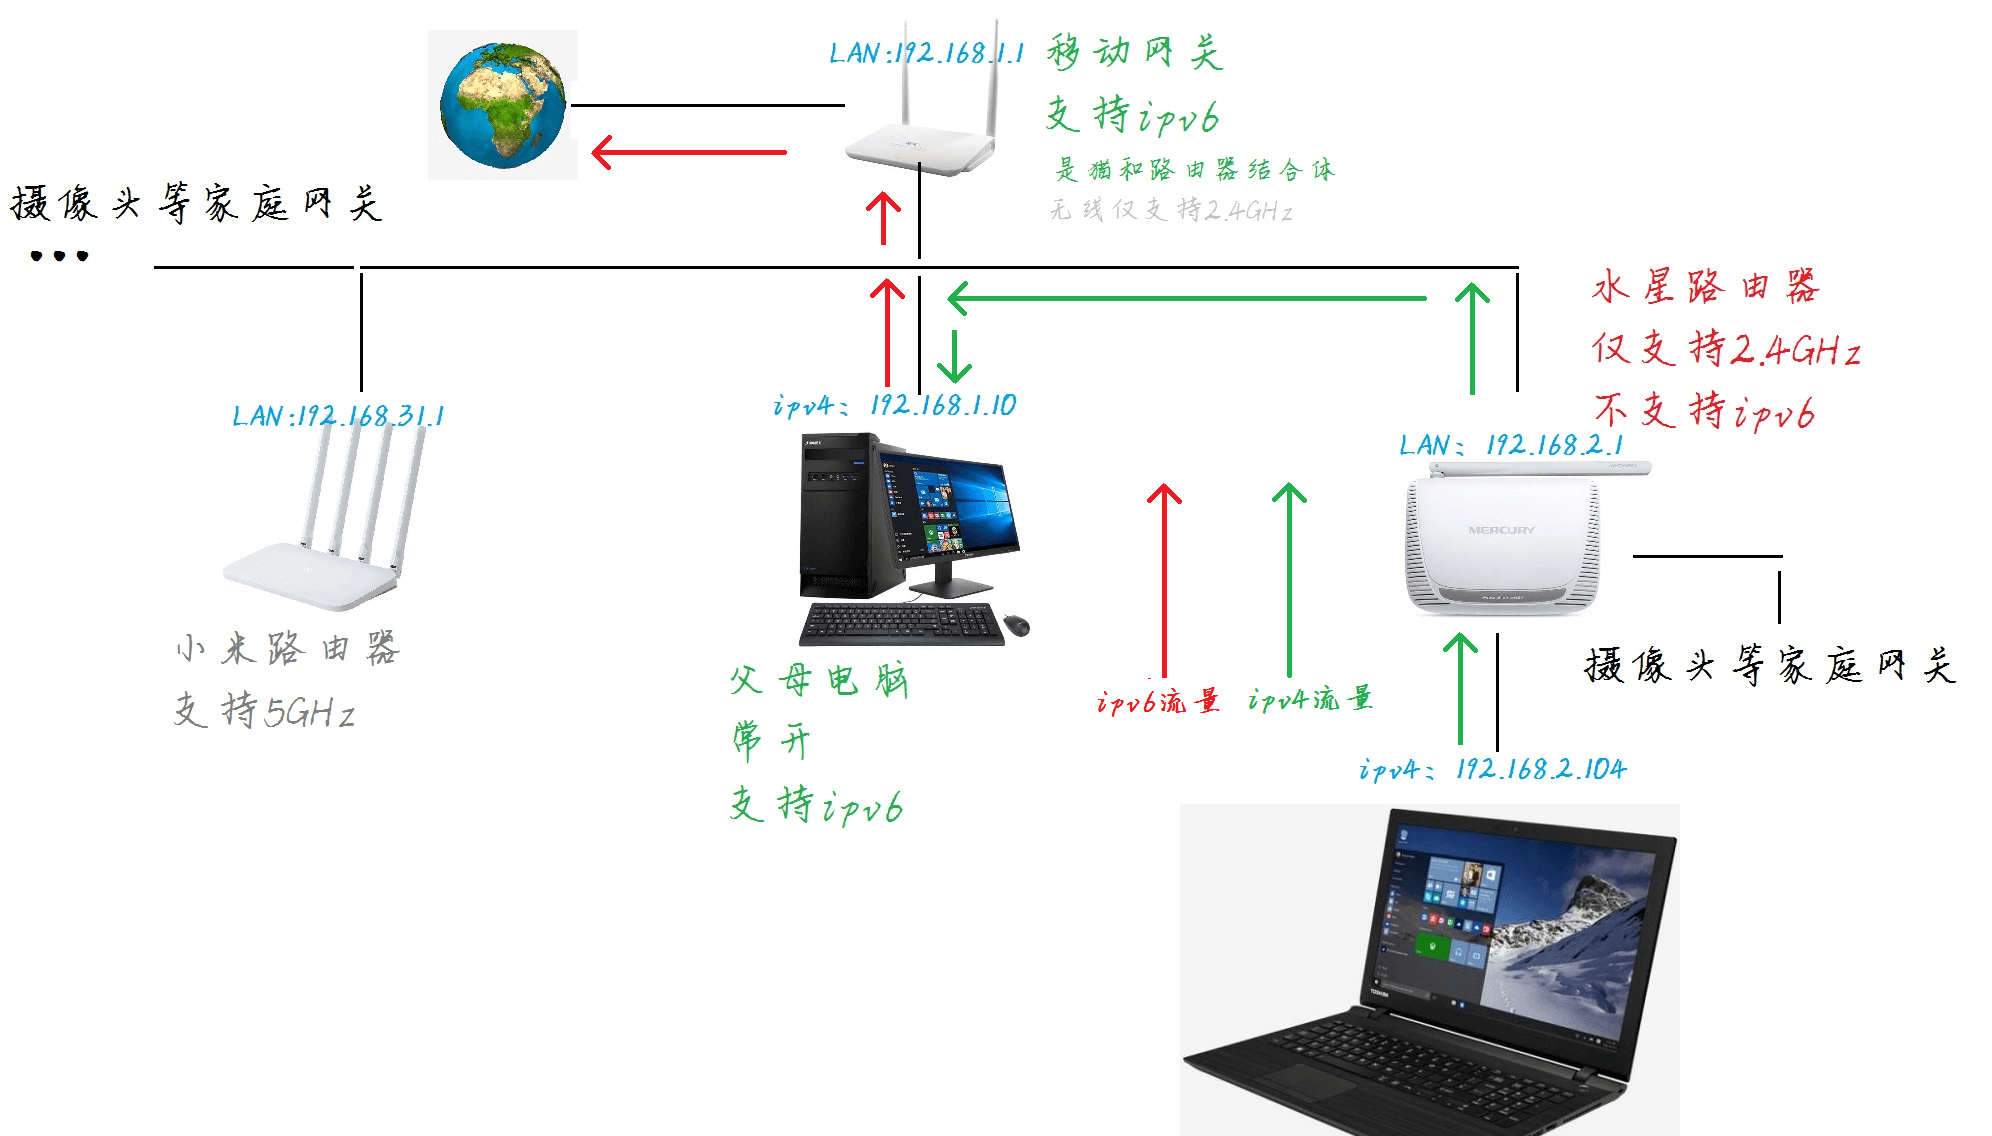 LAN:192.168.1.1
移动网关
支持ipv6
是猫和路由器结合体
无线仅支持2.4GHz
摄像头等家庭网关
•••
水星路由器
仅支持2.4GHz
不支持ipv6
LAN:192.168.31.1
ipv4: 192.168.1.10
LAN: 192.168.2.1
MERCURY
小米路由器
支持5GHz
父母电脑
常开
支持ipv6
ipv6流量
ipv4流量
摄像头等家庭网关
ipv4: 192.168.2.104
TOSHIBA